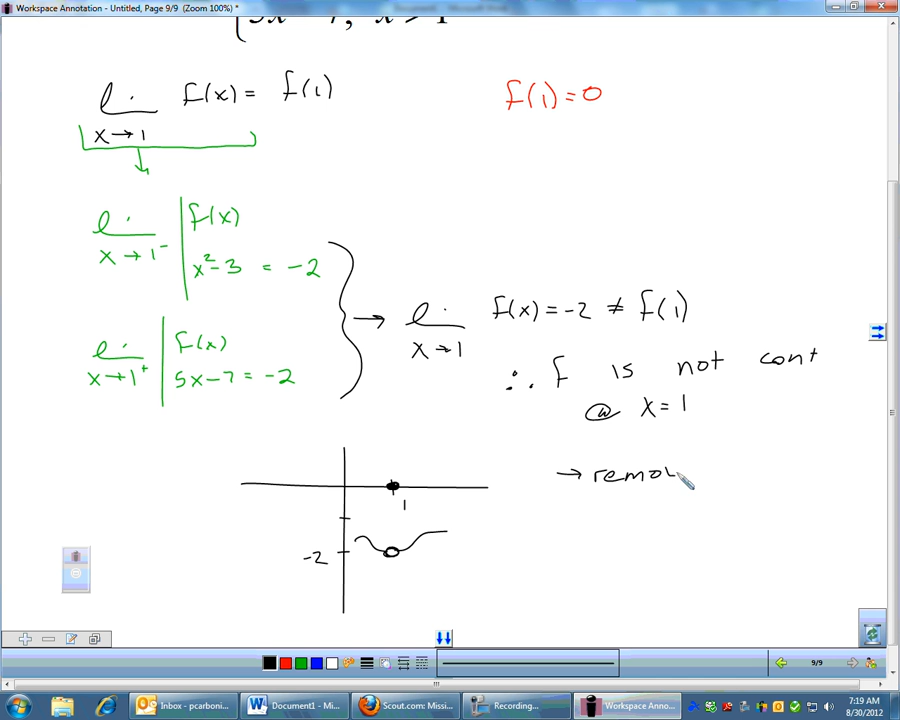 Workspace Annotation - Untitled, Page 9/9 (Zoom 100%) *
lim f(x) = f(1)
x → 1
f(1) = 0
lim f(x)
x → 1⁻ x² - 3 = -2
lim f(x)
x → 1⁺ 5x - 7 = -2
→ lim f(x) = -2 ≠ f(1)
x → 1
∴ f is not cont
@ x = 1
→ remov
1
-2
9/9
Inbox - pcarboni...
Document1 - Mi...
Scout.com: Missi...
Recording...
Workspace Annot...
7:19 AM
8/30/2012